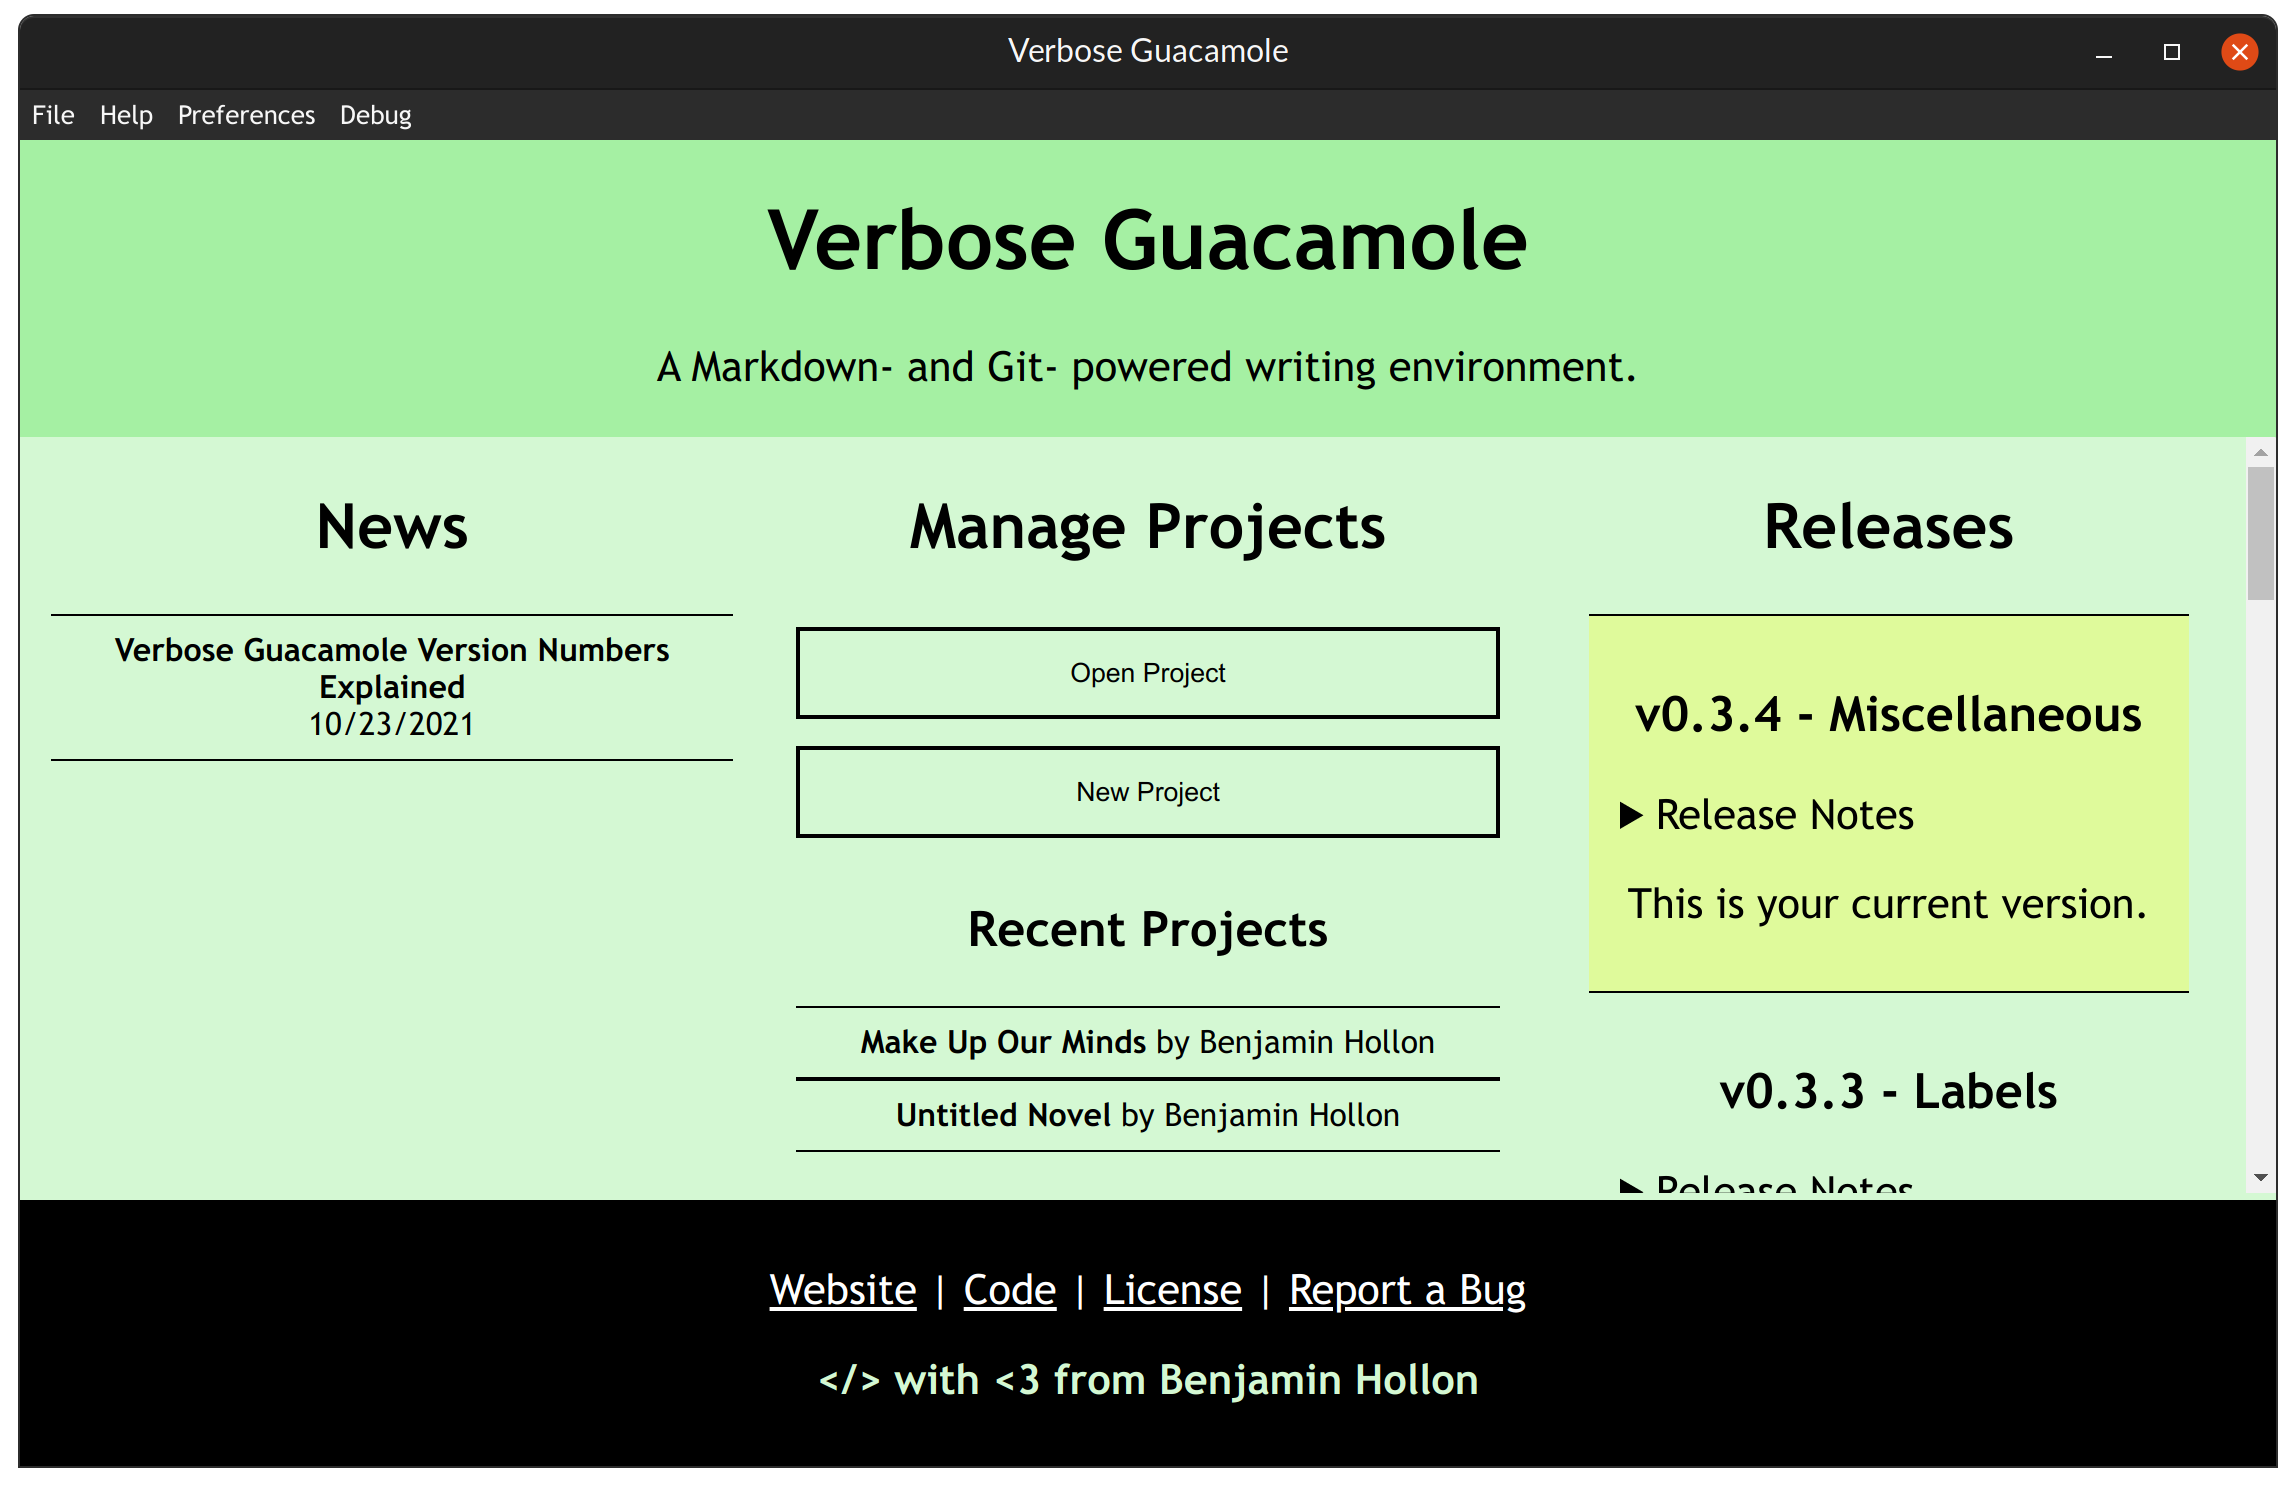 Verbose Guacamole
File Help Preferences Debug
Verbose Guacamole
A Markdown- and Git- powered writing environment.
News
Verbose Guacamole Version Numbers
Explained
10/23/2021
Manage Projects
Open Project
New Project
Recent Projects
Make Up Our Minds by Benjamin Hollon
Untitled Novel by Benjamin Hollon
Releases
v0.3.4 - Miscellaneous
Release Notes
This is your current version.
v0.3.3 - Labels
Release Notes
Website | Code | License | Report a Bug
</> with <3 from Benjamin Hollon